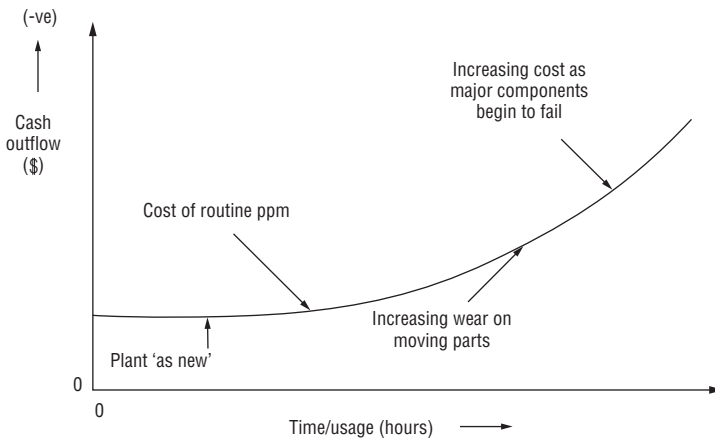 (-ve)
Cash
outflow
($)
Increasing cost as
major components
begin to fail
Cost of routine ppm
Increasing wear on
moving parts
Plant ‘as new’
0
0
Time/usage (hours)